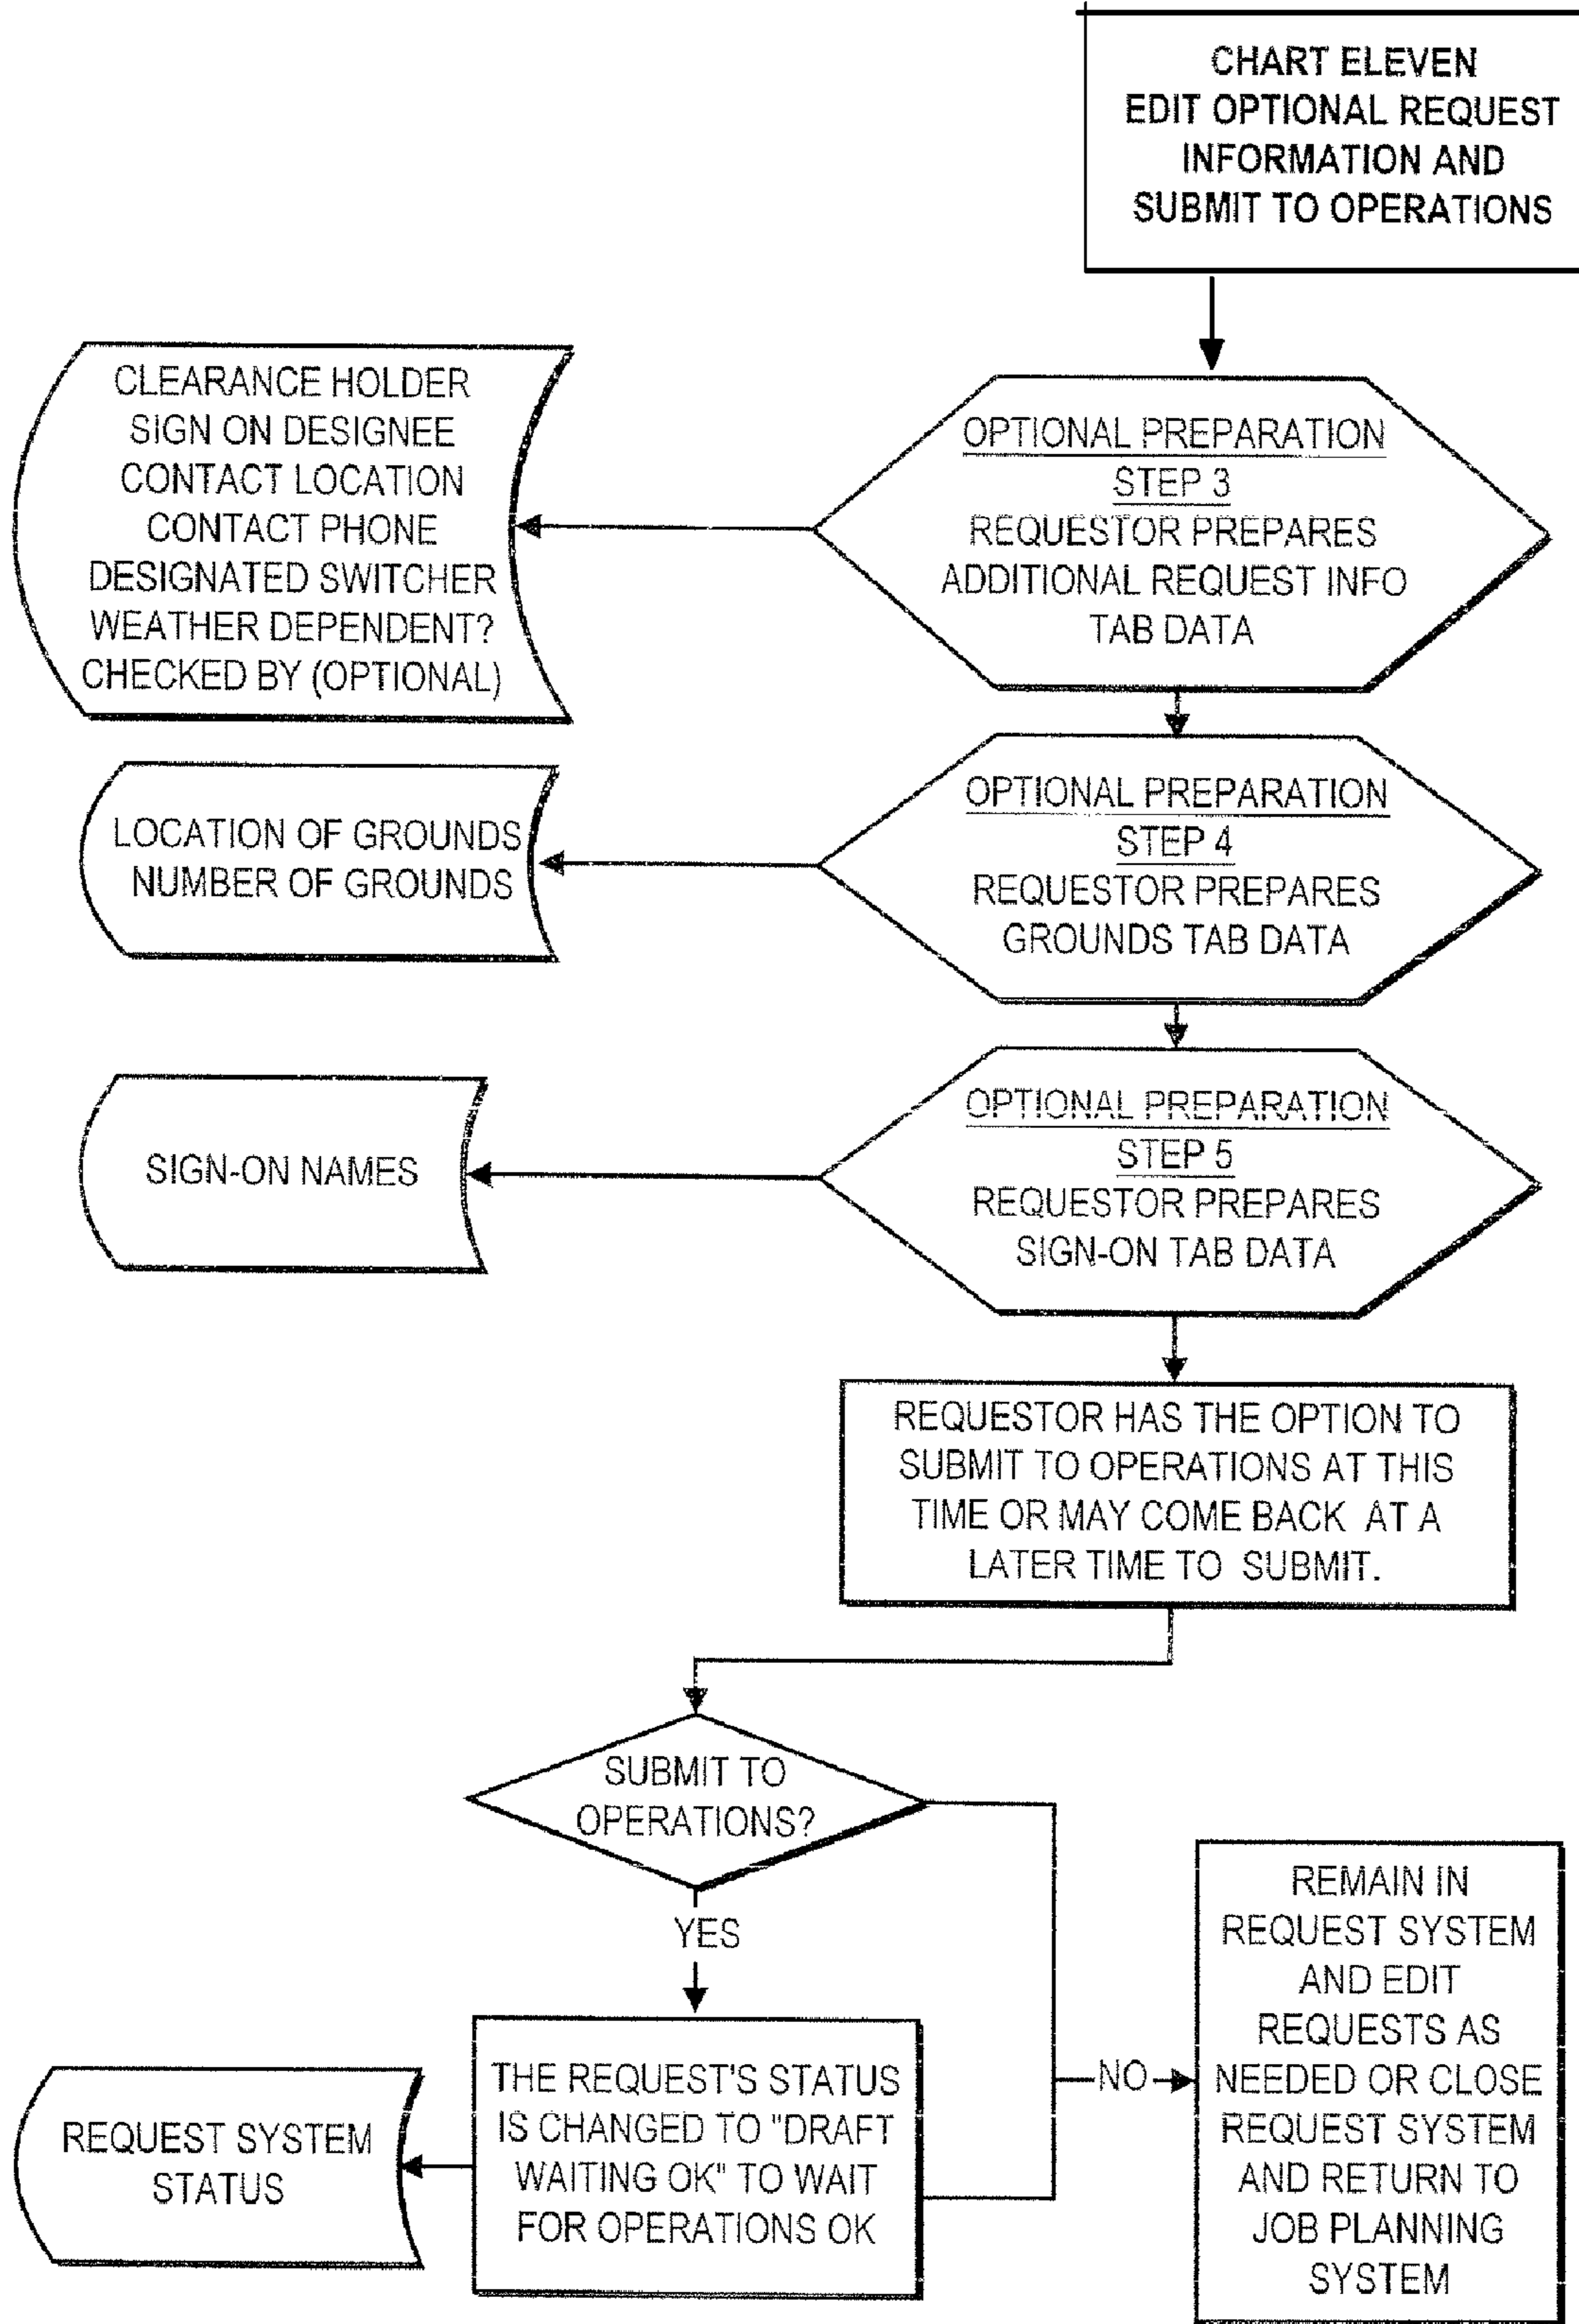 CHART ELEVEN
EDIT OPTIONAL REQUEST
INFORMATION AND
SUBMIT TO OPERATIONS
OPTIONAL PREPARATION
STEP 3
REQUESTOR PREPARES
ADDITIONAL REQUEST INFO
TAB DATA
CLEARANCE HOLDER
SIGN ON DESIGNEE
CONTACT LOCATION
CONTACT PHONE
DESIGNATED SWITCHER
WEATHER DEPENDENT?
CHECKED BY (OPTIONAL)
OPTIONAL PREPARATION
STEP 4
REQUESTOR PREPARES
GROUNDS TAB DATA
LOCATION OF GROUNDS
NUMBER OF GROUNDS
OPTIONAL PREPARATION
STEP 5
REQUESTOR PREPARES
SIGN-ON TAB DATA
SIGN-ON NAMES
REQUESTOR HAS THE OPTION TO
SUBMIT TO OPERATIONS AT THIS
TIME OR MAY COME BACK AT A
LATER TIME TO SUBMIT.
SUBMIT TO
OPERATIONS?
YES
THE REQUEST'S STATUS
IS CHANGED TO "DRAFT
WAITING OK" TO WAIT
FOR OPERATIONS OK
REQUEST SYSTEM
STATUS
NO
REMAIN IN
REQUEST SYSTEM
AND EDIT
REQUESTS AS
NEEDED OR CLOSE
REQUEST SYSTEM
AND RETURN TO
JOB PLANNING
SYSTEM